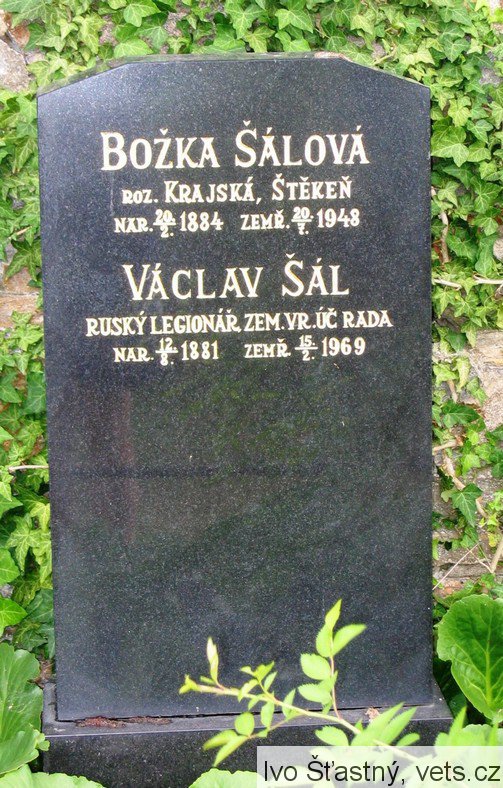 BOŽKA ŠÁLOVÁ
ROZ. KRAJSKÁ, ŠTĚKEŇ
NAR. 20/2. 1884 ZEMŘ. 20/7. 1948
VÁCLAV ŠÁL
RUSKÝ LEGIONÁŘ, ZEM. VR. ÚČ RADA
NAR. 12/8. 1881 ZEMŘ. 15/2. 1969
Ivo Šťastný, vets.cz